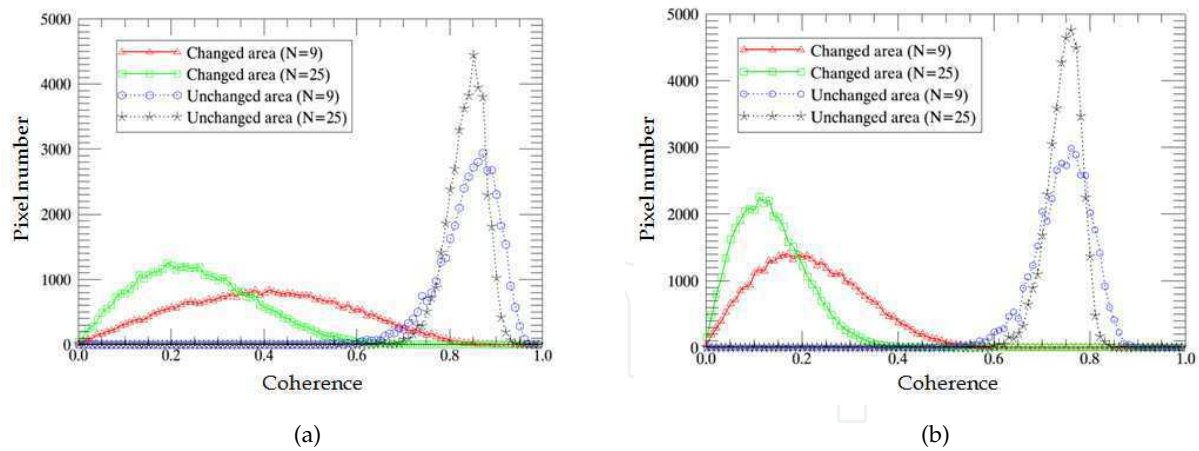 5000
4000
3000
2000
1000
0
Pixel number
Changed area (N=9)
Changed area (N=25)
Unchanged area (N=9)
Unchanged area (N=25)
0.0 0.2 0.4 0.6 0.8 1.0
Coherence
(a)
5000
4000
3000
2000
1000
0
Pixel number
Changed area (N=9)
Changed area (N=25)
Unchanged area (N=9)
Unchanged area (N=25)
0.0 0.2 0.4 0.6 0.8 1.0
Coherence
(b)